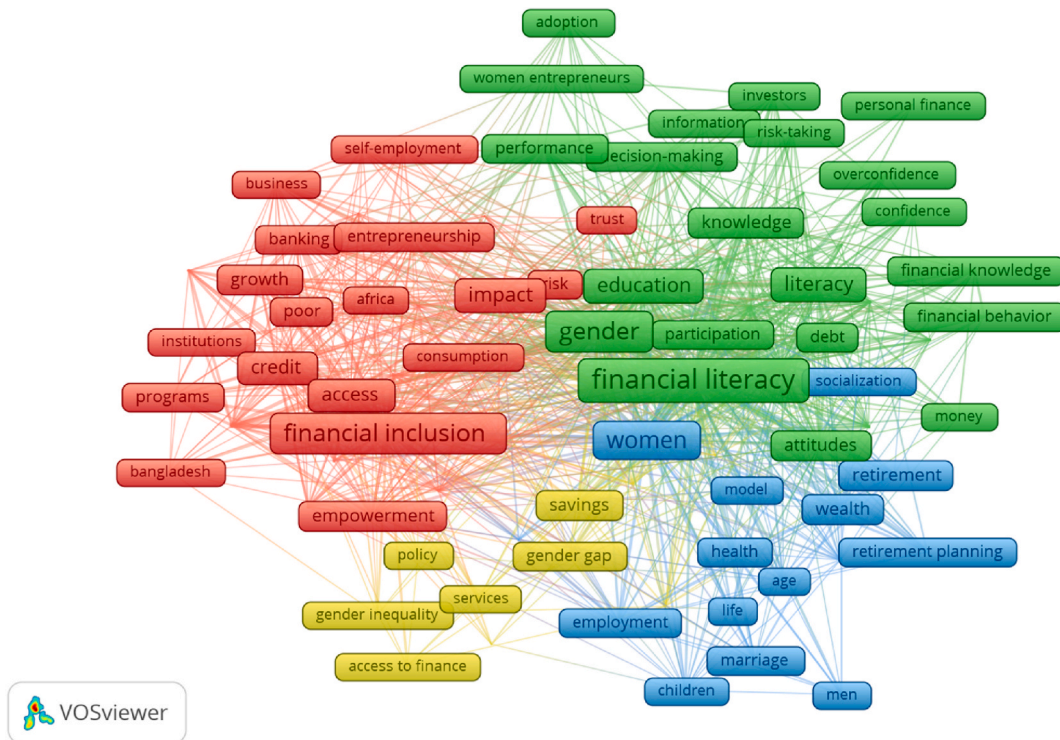 adoption
women entrepreneurs
investors
personal finance
information
risk-taking
self-employment
performance
decision-making
overconfidence
business
trust
knowledge
confidence
banking
entrepreneurship
growth
poor
africa
impact
risk
education
literacy
financial knowledge
institutions
gender
participation
debt
financial behavior
credit
consumption
programs
access
financial literacy
socialization
financial inclusion
women
attitudes
money
bangladesh
empowerment
savings
model
retirement
wealth
policy
gender gap
health
retirement planning
age
gender inequality
services
employment
life
access to finance
marriage
children
men
VOSviewer